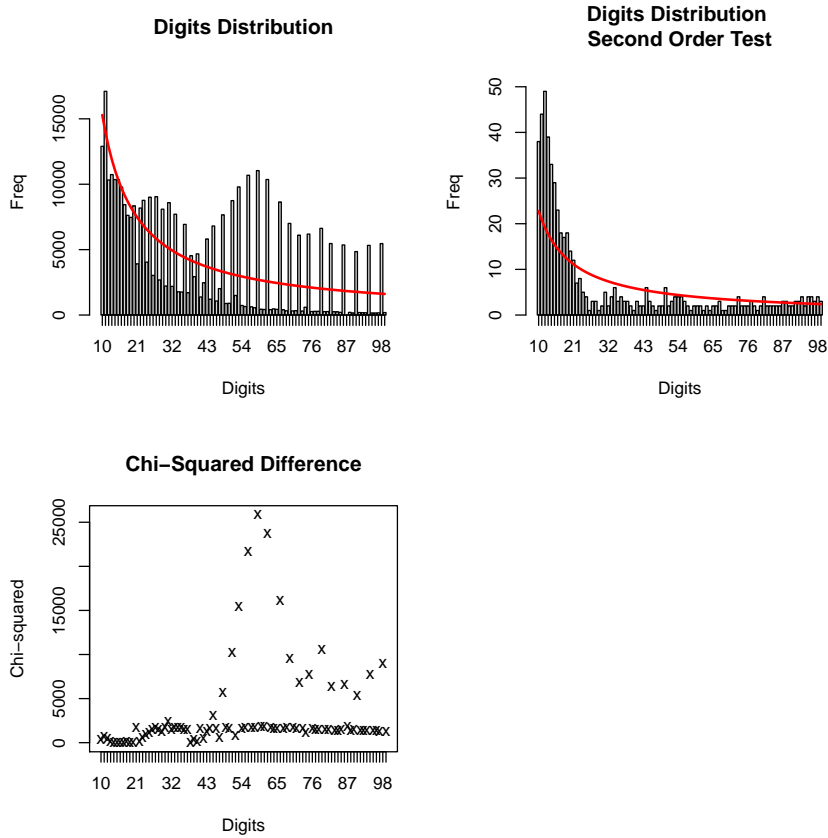 Digits Distribution
Freq
0 5000 10000 15000
10 21 32 43 54 65 76 87 98
Digits
Digits Distribution
Second Order Test
Freq
0 10 20 30 40 50
10 21 32 43 54 65 76 87 98
Digits
Chi−Squared Difference
Chi−squared
0 5000 15000 25000
10 21 32 43 54 65 76 87 98
Digits